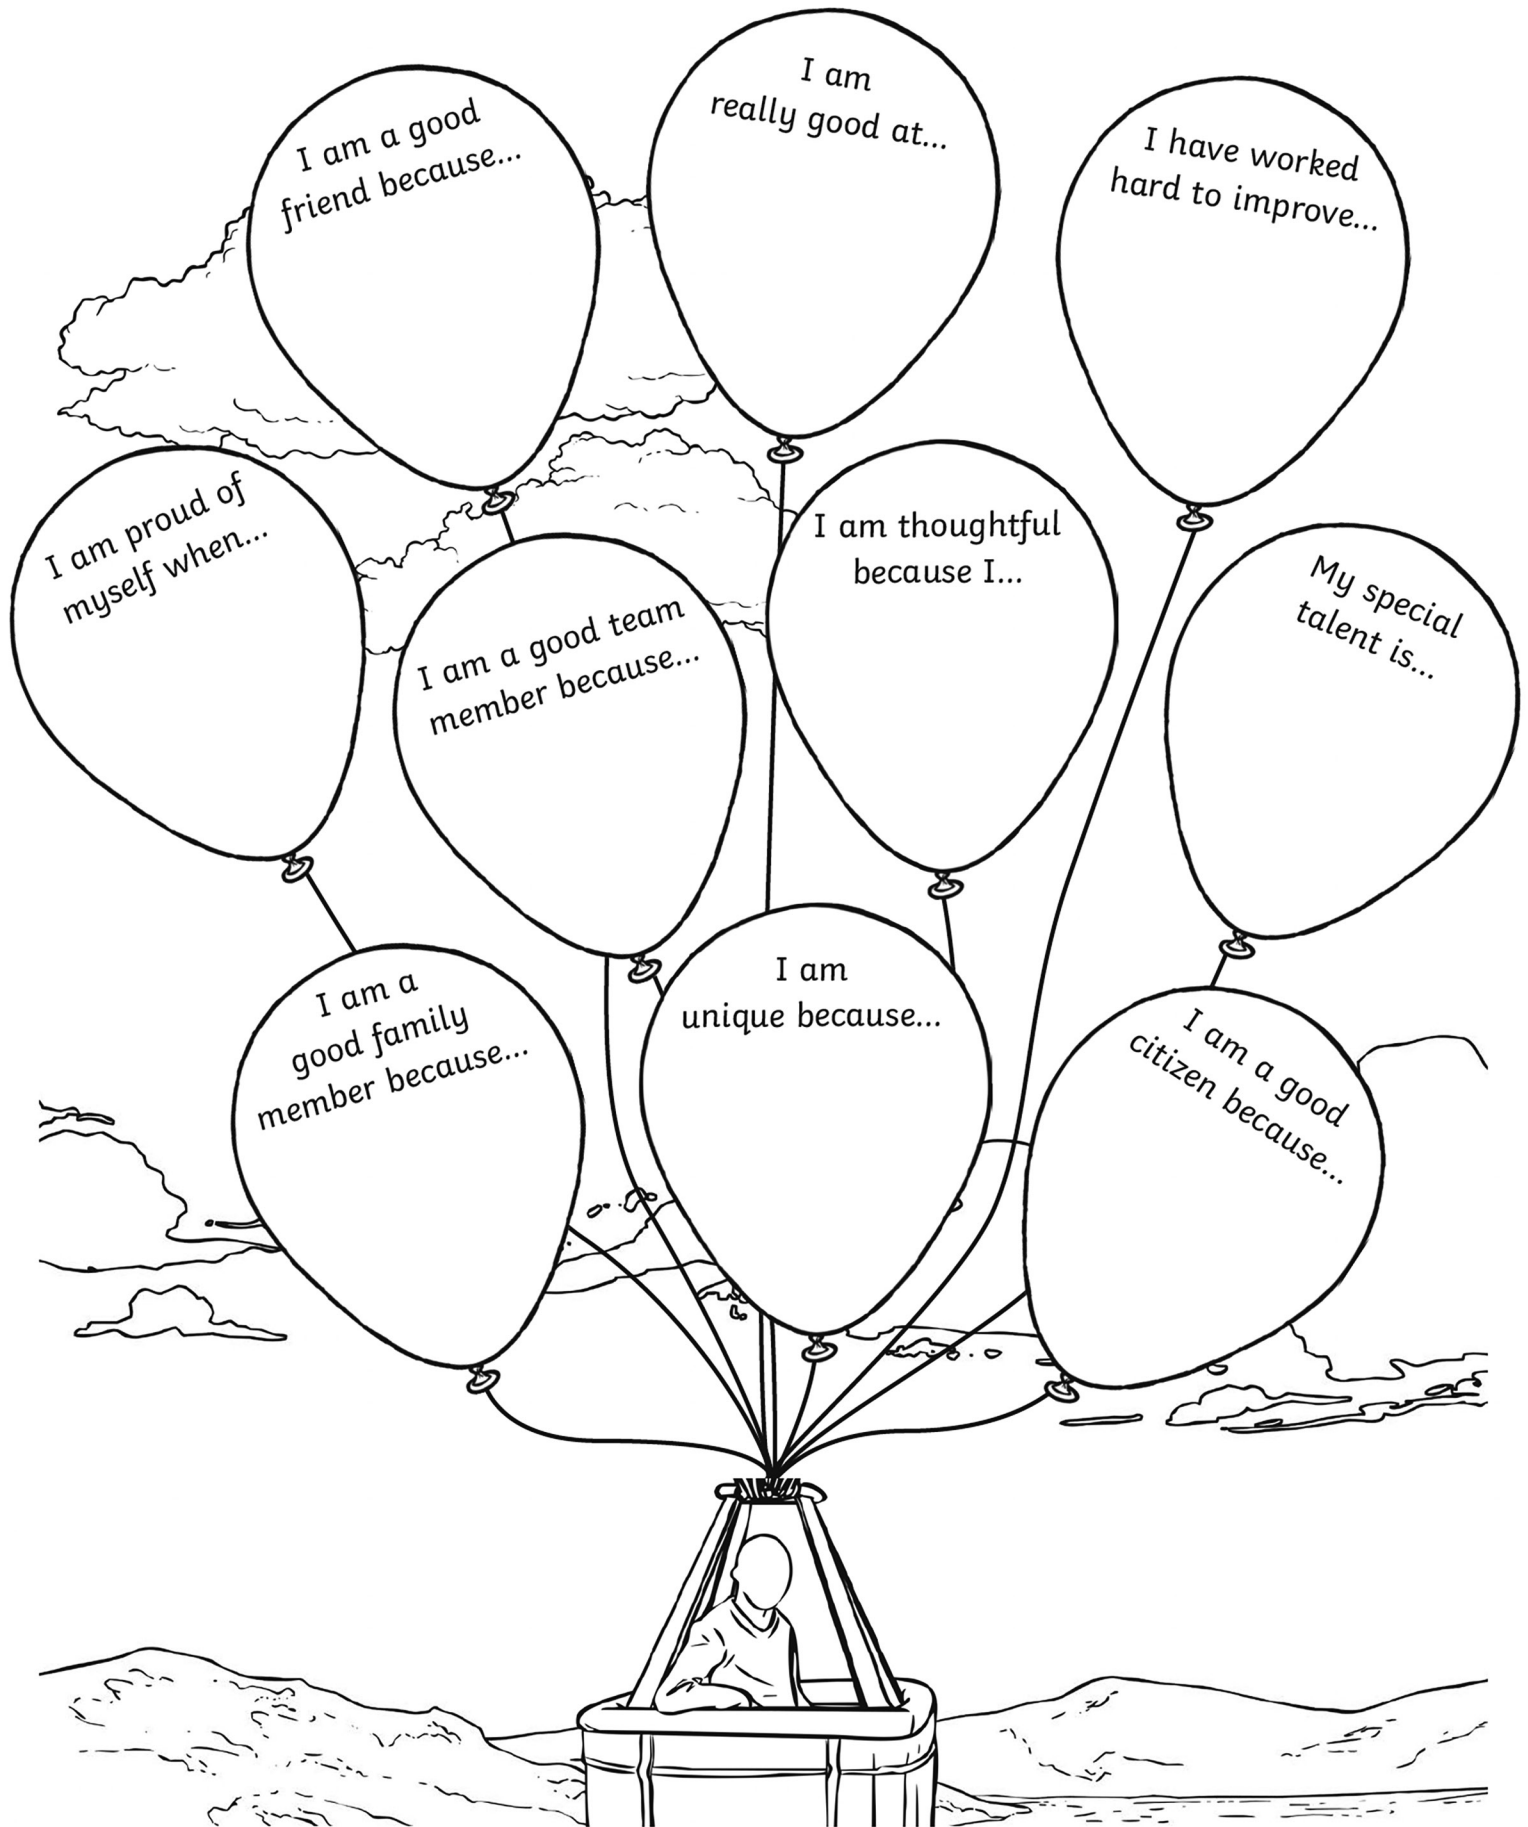 I am a good
friend because...
I am
really good at...
I have worked
hard to improve...
I am proud of
myself when...
I am a good team
member because...
I am thoughtful
because I...
My special
talent is...
I am a
good family
member because...
I am
unique because...
I am a good
citizen because...